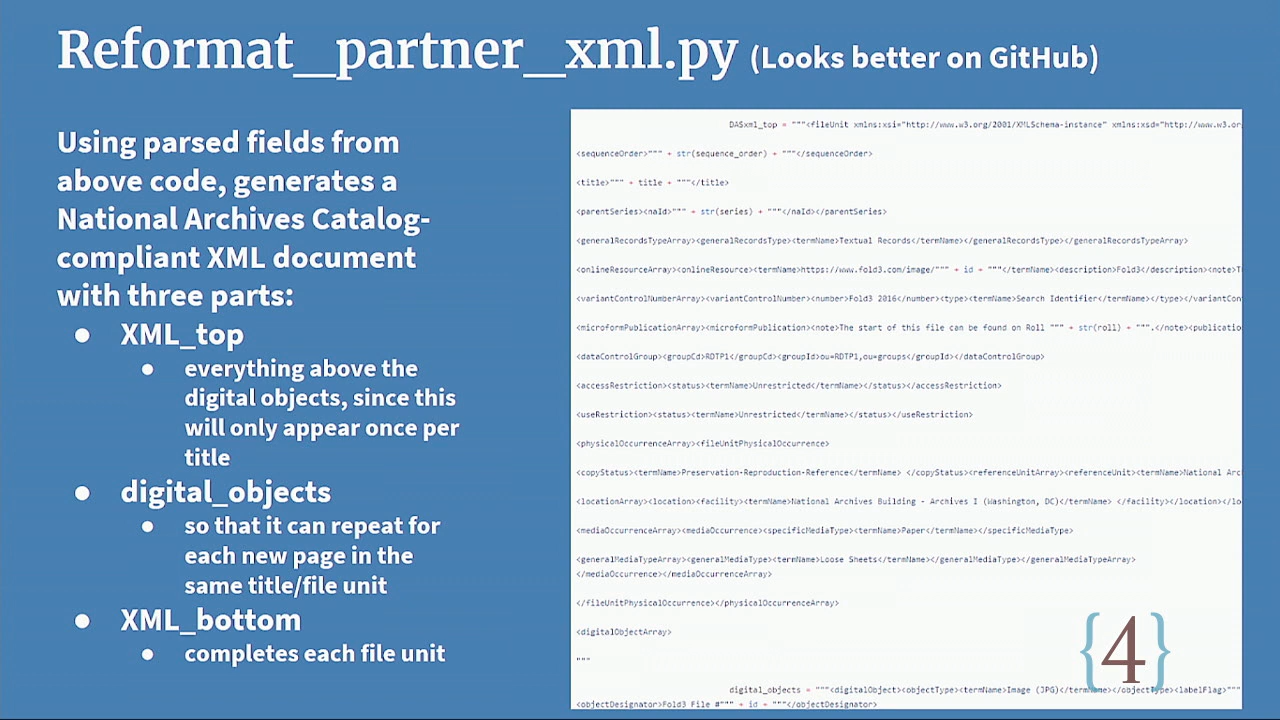 Reformat_partner_xml.py (Looks better on GitHub)
Using parsed fields from
above code, generates a
National Archives Catalog-
compliant XML document
with three parts:
● XML_top
● everything above the
digital objects, since this
will only appear once per
title
● digital_objects
● so that it can repeat for
each new page in the
same title/file unit
● XML_bottom
● completes each file unit
DASxml_top = """<fileUnit xmlns:xsi="http://www.w3.org/2001/XMLSchema-instance" xmlns:xsd="http://www.w3.or
<sequenceOrder>""" + str(sequence_order) + """</sequenceOrder>
<title>""" + title + """</title>
<parentSeries><naId>""" + str(series) + """</naId></parentSeries>
<generalRecordsTypeArray><generalRecordsType><termName>Textual Records</termName></generalRecordsType></generalRecordsTypeArray>
<onlineResourceArray><onlineResource><termName>https://www.fold3.com/image/""" + id + """</termName><description>Fold3</description><note>T
<variantControlNumberArray><variantControlNumber><number>Fold3 2016</number><type><termName>Search Identifier</termName></type></variantCon
<microformPublicationArray><microformPublication><note>The start of this file can be found on Roll """ + str(roll) + """.</note><publicatio
<dataControlGroup><groupCd>RDTP1</groupCd><groupId>ou=RDTP1,ou=groups</groupId></dataControlGroup>
<accessRestriction><status><termName>Unrestricted</termName></status></accessRestriction>
<useRestriction><status><termName>Unrestricted</termName></status></useRestriction>
<physicalOccurrenceArray><fileUnitPhysicalOccurrence>
<copyStatus><termName>Preservation-Reproduction-Reference</termName> </copyStatus><referenceUnitArray><referenceUnit><termName>National Arc
<locationArray><location><facility><termName>National Archives Building - Archives I (Washington, DC)</termName> </facility></location></lo
<mediaOccurrenceArray><mediaOccurrence><specificMediaType><termName>Paper</termName></specificMediaType>
<generalMediaTypeArray><generalMediaType><termName>Loose Sheets</termName></generalMediaType></generalMediaTypeArray>
</mediaOccurrence></mediaOccurrenceArray>
</fileUnitPhysicalOccurrence></physicalOccurrenceArray>
<digitalObjectArray>
"""
digital_objects = """<digitalObject><objectType><termName>Image (JPG)</termName></objectType><labelFlag>"""
<objectDesignator>Fold3 File #""" + id + """</objectDesignator>
{4}